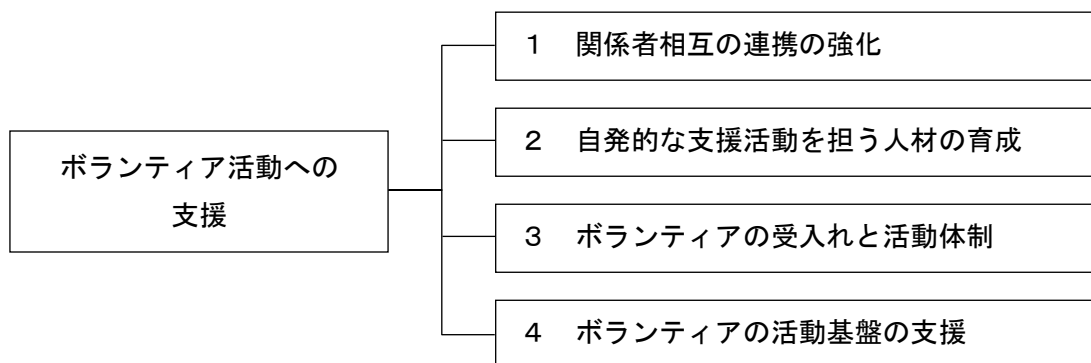 ボランティア活動への
支援
１　関係者相互の連携の強化
２　自発的な支援活動を担う人材の育成
３　ボランティアの受入れと活動体制
４　ボランティアの活動基盤の支援